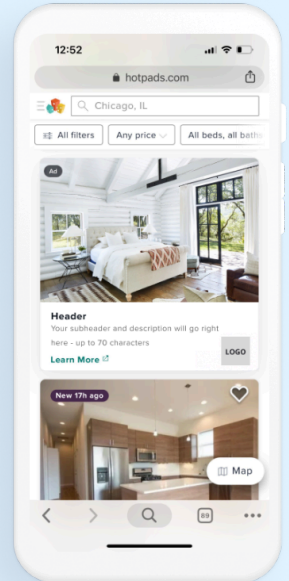 12:52
hotpads.com
Chicago, IL
All filters
Any price
All beds, all baths
Ad
Header
Your subheader and description will go right
here - up to 70 characters
Learn More
LOGO
New 17h ago
Map
89